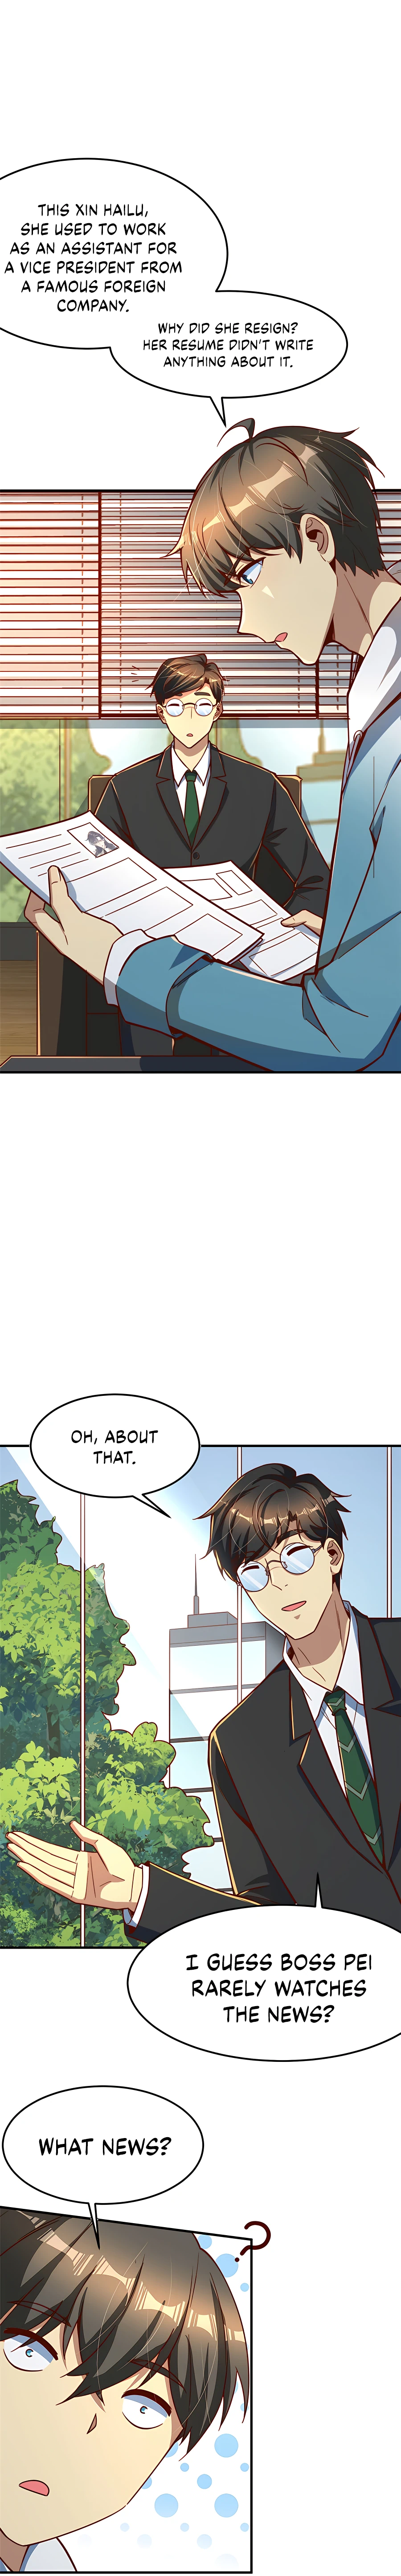 THIS XIN HAILU,
SHE USED TO WORK
AS AN ASSISTANT FOR
A VICE PRESIDENT FROM
A FAMOUS FOREIGN
COMPANY.
WHY DID SHE RESIGN?
HER RESUME DIDN'T WRITE
ANYTHING ABOUT IT.
OH, ABOUT
THAT.
I GUESS BOSS PEI
RARELY WATCHES
THE NEWS?
WHAT NEWS?
?